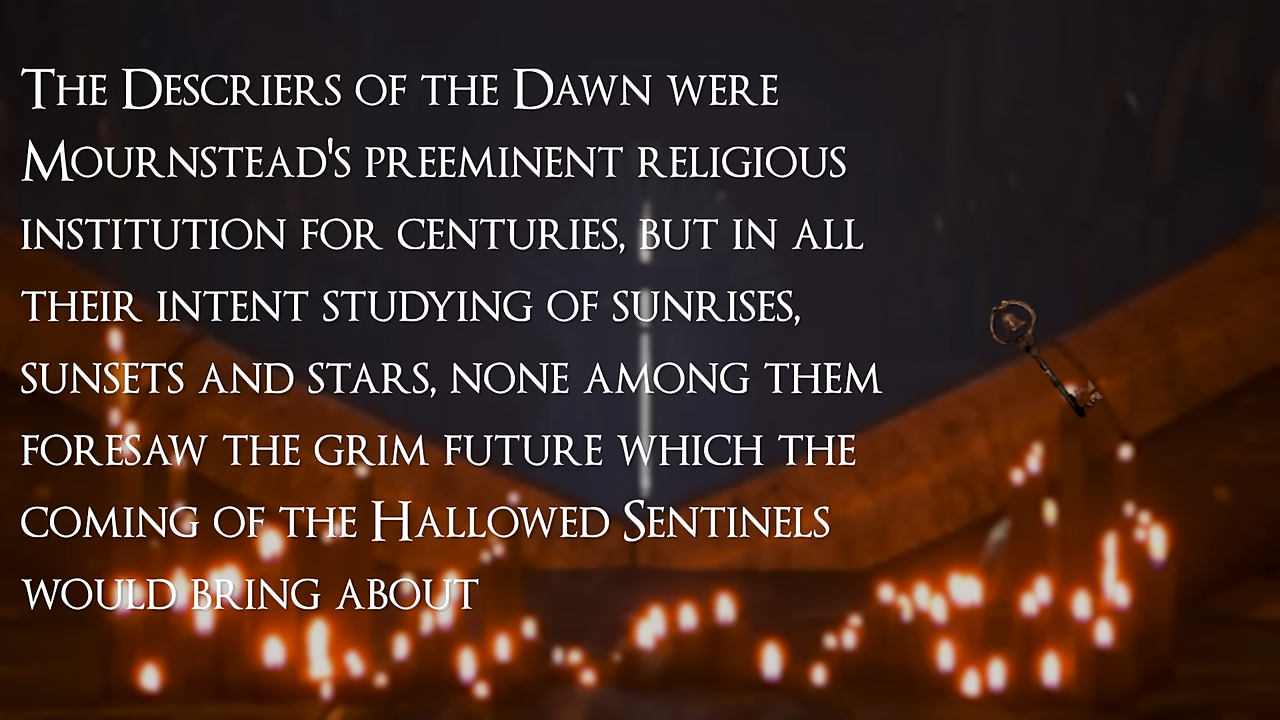 The Descriers of the Dawn were
Mournstead's preeminent religious
institution for centuries, but in all
their intent studying of sunrises,
sunsets and stars, none among them
foresaw the grim future which the
coming of the Hallowed Sentinels
would bring about